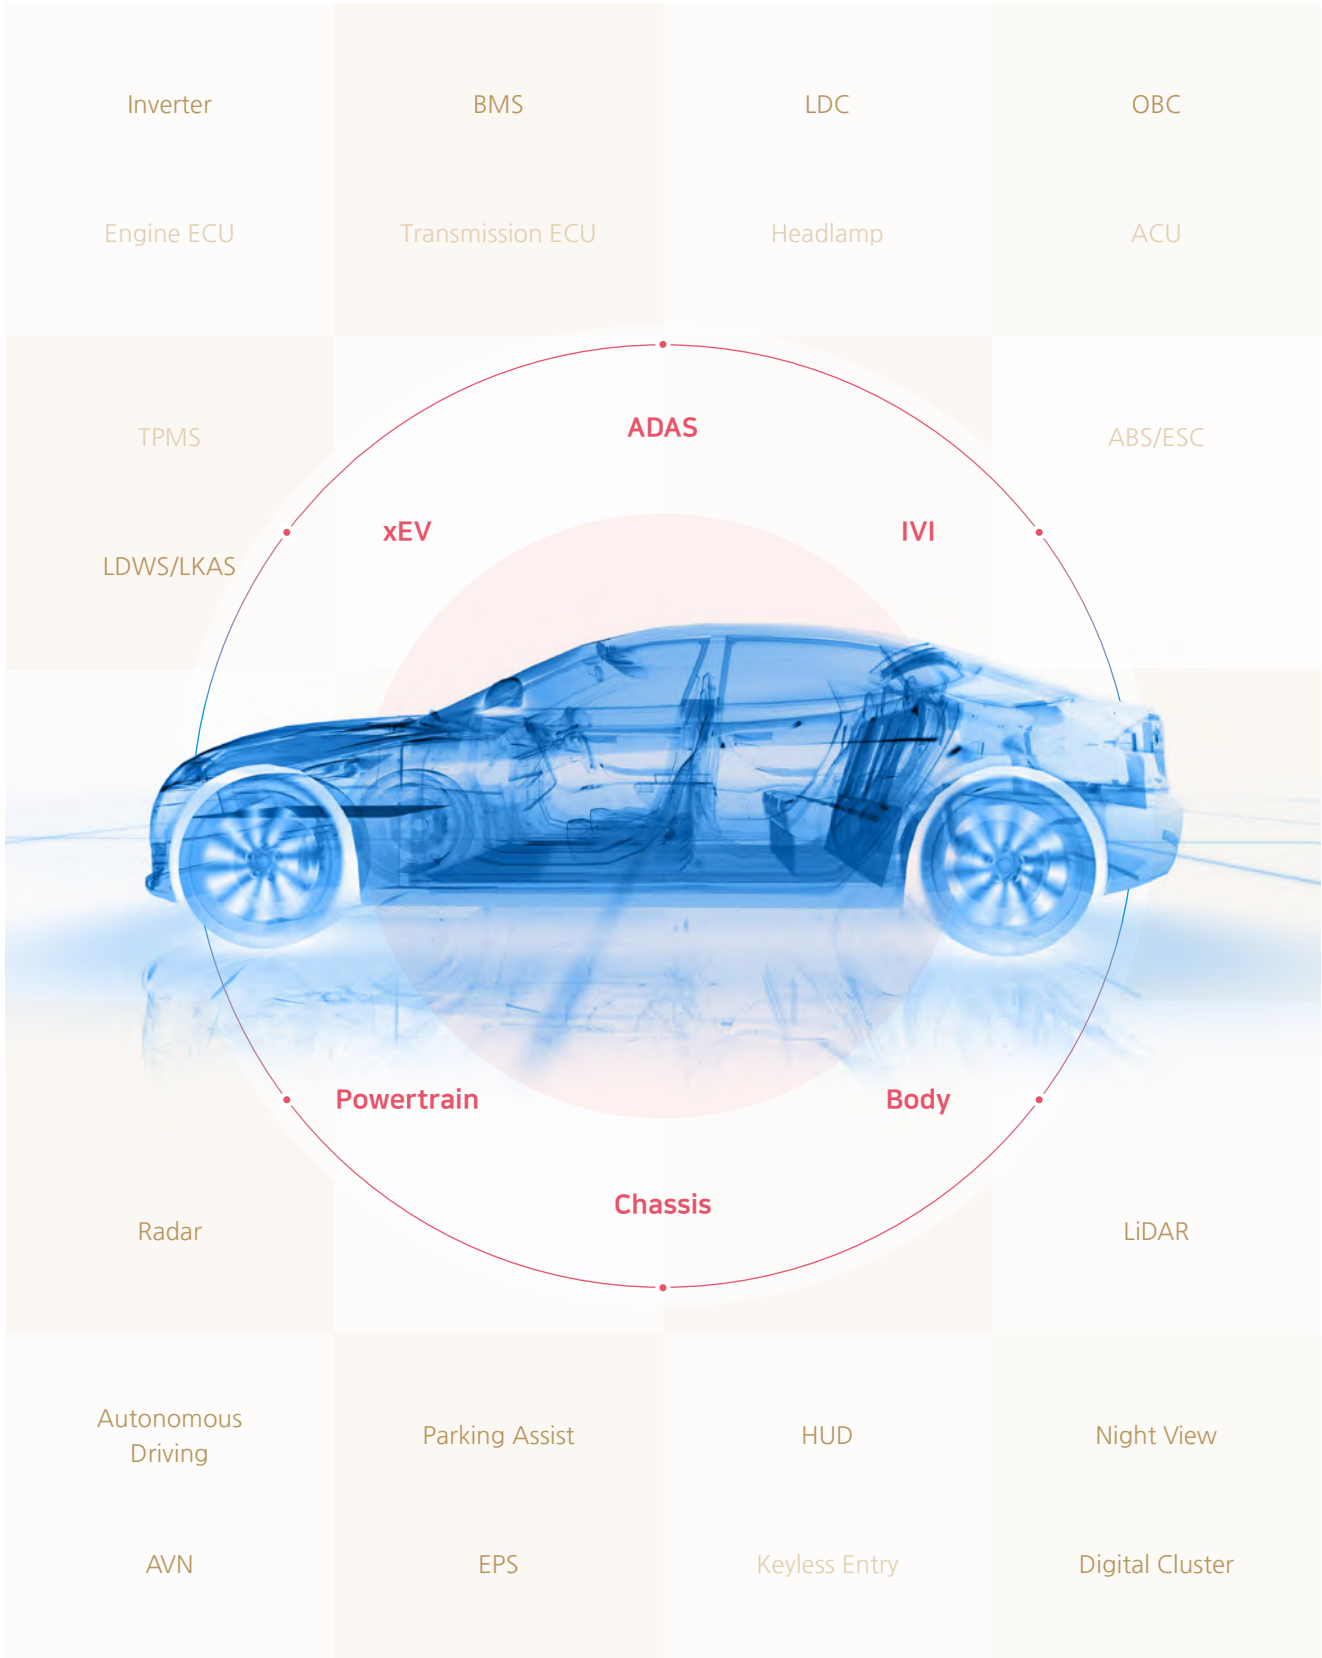 Inverter
BMS
LDC
OBC
Engine ECU
Transmission ECU
Headlamp
ACU
TPMS
ADAS
ABS/ESC
xEV
IVI
LDWS/LKAS
Powertrain
Body
Chassis
Radar
LiDAR
Autonomous
Driving
Parking Assist
HUD
Night View
AVN
EPS
Keyless Entry
Digital Cluster